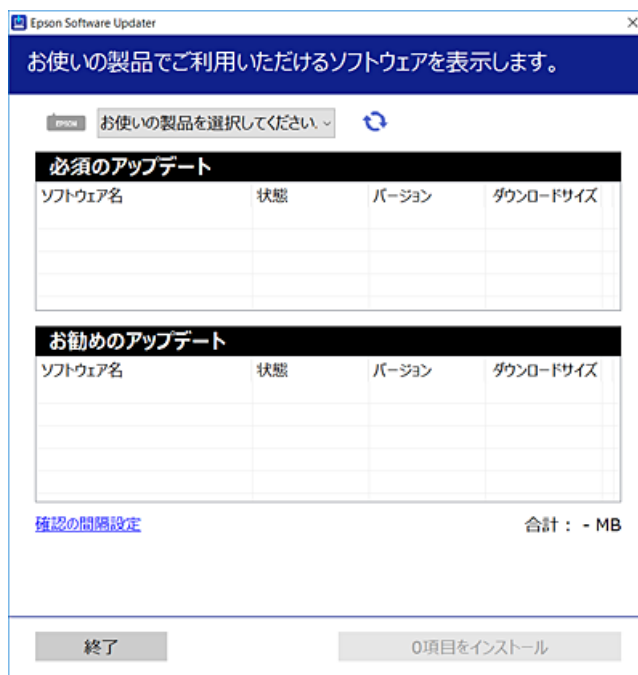 Epson Software Updater
お使いの製品でご利用いただけるソフトウェアを表示します。
EPSON お使いの製品を選択してください.
必須のアップデート
ソフトウェア名 状態 バージョン ダウンロードサイズ
お勧めのアップデート
ソフトウェア名 状態 バージョン ダウンロードサイズ
確認の間隔設定 合計： - MB
終了 0項目をインストール